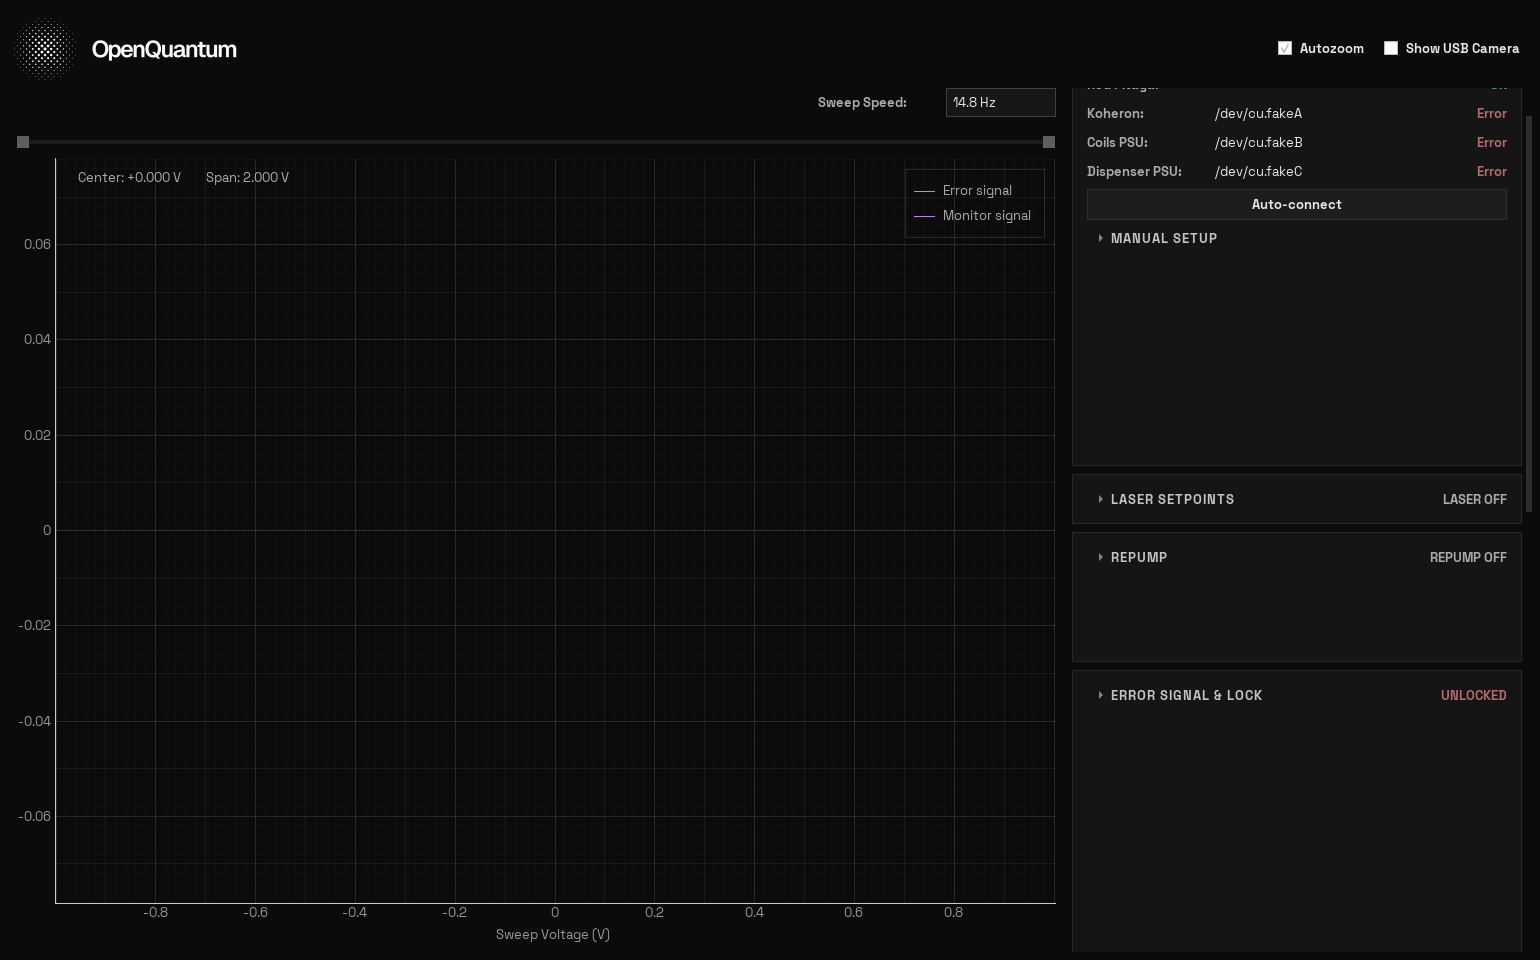 OpenQuantum
Autozoom
Show USB Camera
Sweep Speed:
14.8 Hz
Center: +0.000 V
Span: 2.000 V
Error signal
Monitor signal
0.06
0.04
0.02
0
-0.02
-0.04
-0.06
-0.8
-0.6
-0.4
-0.2
0
0.2
0.4
0.6
0.8
Sweep Voltage (V)
Koheron:
/dev/cu.fakeA
Error
Coils PSU:
/dev/cu.fakeB
Error
Dispenser PSU:
/dev/cu.fakeC
Error
Auto-connect
MANUAL SETUP
LASER SETPOINTS
LASER OFF
REPUMP
REPUMP OFF
ERROR SIGNAL & LOCK
UNLOCKED